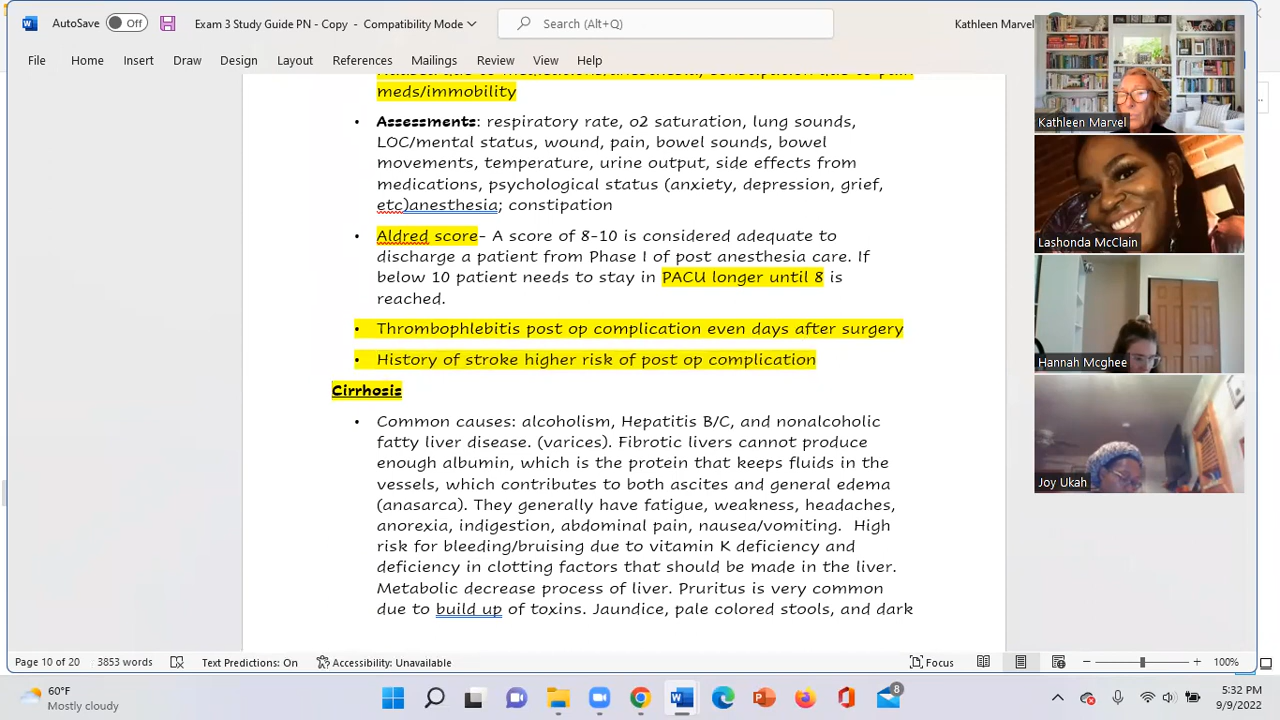 AutoSave Off Exam 3 Study Guide PN - Copy - Compatibility Mode Search (Alt+Q) Kathleen Marvel
File Home Insert Draw Design Layout References Mailings Review View Help
meds/immobility
• Assessments: respiratory rate, o2 saturation, lung sounds,
LOC/mental status, wound, pain, bowel sounds, bowel
movements, temperature, urine output, side effects from
medications, psychological status (anxiety, depression, grief,
etc)anesthesia; constipation
• Aldred score- A score of 8-10 is considered adequate to
discharge a patient from Phase 1 of post anesthesia care. If
below 10 patient needs to stay in PACU longer until 8 is
reached.
• Thrombophlebitis post op complication even days after surgery
• History of stroke higher risk of post op complication
Cirrhosis
• Common causes: alcoholism, Hepatitis B/C, and nonalcoholic
fatty liver disease. (varices). Fibrotic livers cannot produce
enough albumin, which is the protein that keeps fluids in the
vessels, which contributes to both ascites and general edema
(anasarca). They generally have fatigue, weakness, headaches,
anorexia, indigestion, abdominal pain, nausea/vomiting. High
risk for bleeding/bruising due to vitamin K deficiency and
deficiency in clotting factors that should be made in the liver.
Metabolic decrease process of liver. Pruritus is very common
due to build up of toxins. Jaundice, pale colored stools, and dark
Kathleen Marvel
Lashonda McClain
Hannah Mcghee
Joy Ukah
Page 10 of 20 3853 words Text Predictions: On Accessibility: Unavailable Focus 100%
60°F
Mostly cloudy
8
5:32 PM
9/9/2022